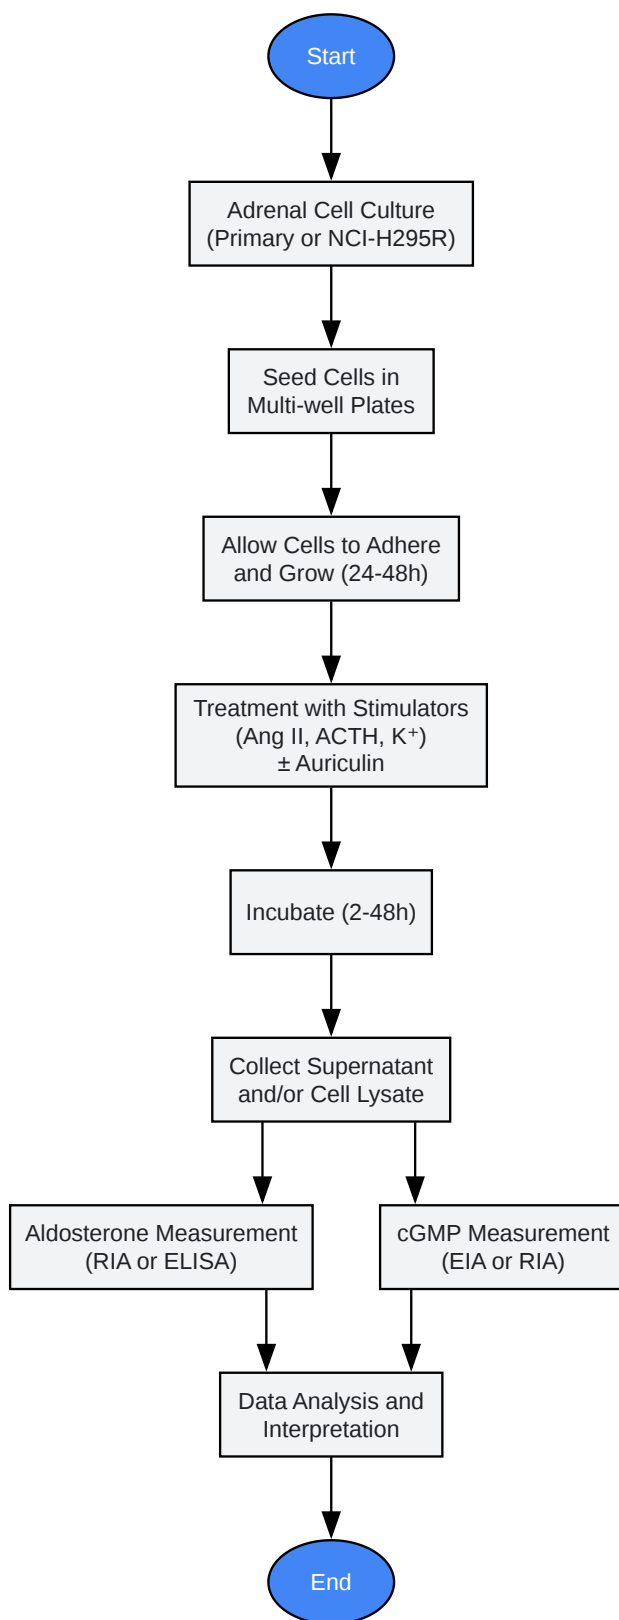 Start
Adrenal Cell Culture
(Primary or NCI-H295R)
Seed Cells in
Multi-well Plates
Allow Cells to Adhere
and Grow (24-48h)
Treatment with Stimulators
(Ang II, ACTH, K⁺)
± Auriculin
Incubate (2-48h)
Collect Supernatant
and/or Cell Lysate
Aldosterone Measurement
(RIA or ELISA)
cGMP Measurement
(EIA or RIA)
Data Analysis and
Interpretation
End